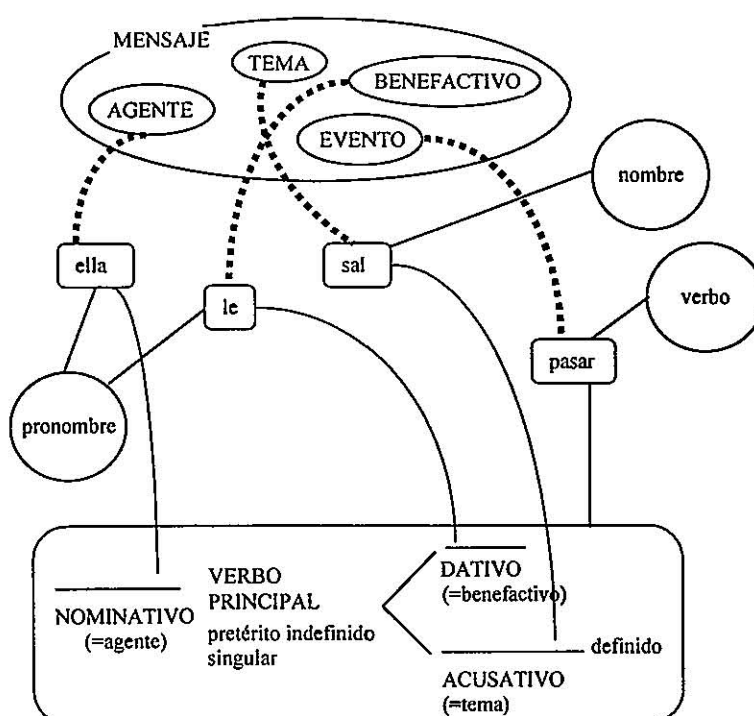 MENSAJE
TEMA
BENEFACTIVO
AGENTE
EVENTO
nombre
ella
sal
le
verbo
pasar
pronombre
VERBO
PRINCIPAL
pretérito indefinido
singular
NOMINATIVO
(=agente)
DATIVO
(=benefactivo)
definido
ACUSATIVO
(=tema)